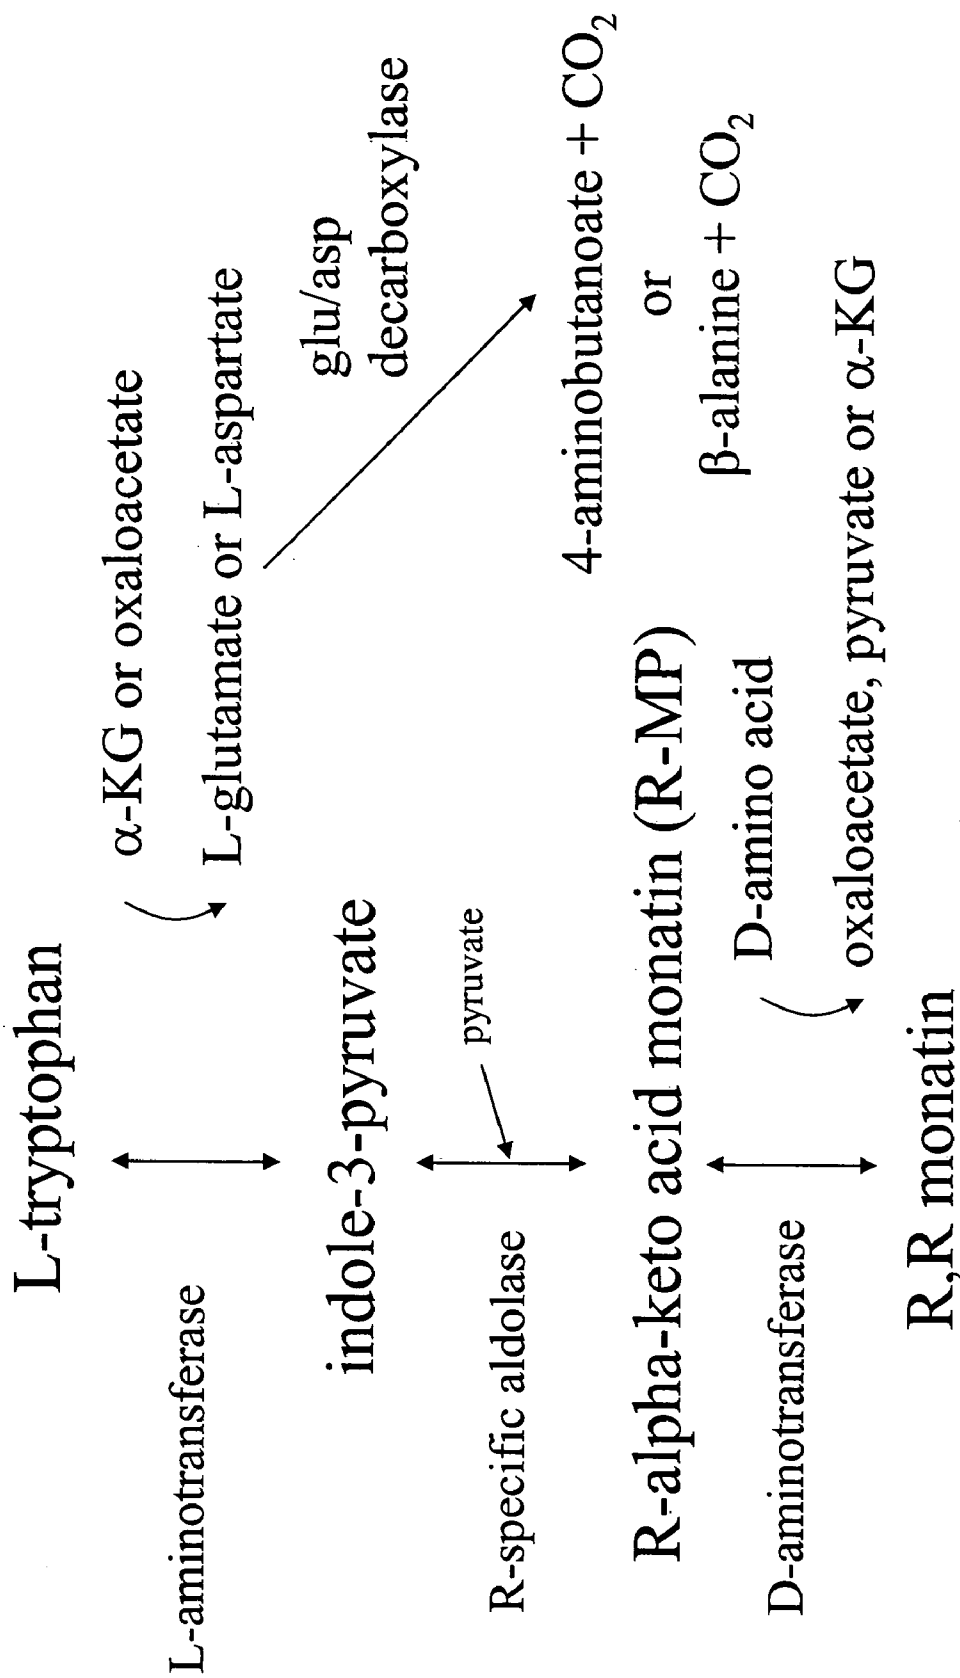 L-tryptophan
α-KG or oxaloacetate
L-aminotransferase
L-glutamate or L-aspartate
glu/asp
decarboxylase
indole-3-pyruvate
pyruvate
R-specific aldolase
4-aminobutanoate + CO₂
or
β-alanine + CO₂
R-alpha-keto acid monatin (R-MP)
D-amino acid
D-aminotransferase
oxaloacetate, pyruvate or α-KG
R,R monatin